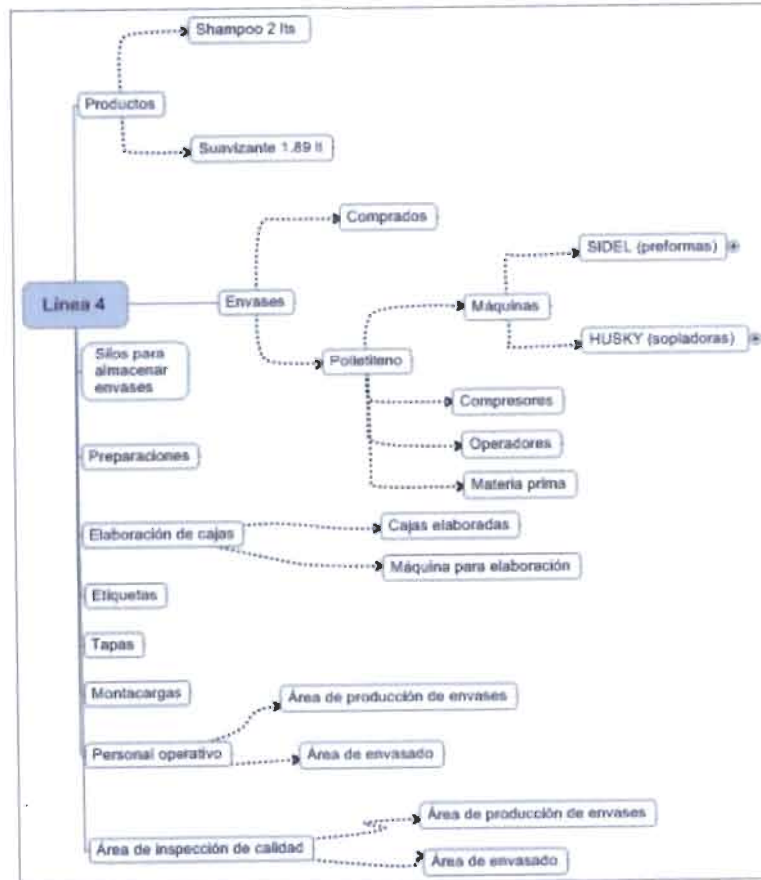 Shampoo 2 lts
Productos
Suavizante 1.89 lt
Comprados
SIDEL (preformas)
Línea 4
Envases
Máquinas
HUSKY (sopladoras)
Silos para
almacenar
envases
Polietileno
Compresores
Operadores
Preparaciones
Materia prima
Elaboración de cajas
Cajas elaboradas
Máquina para elaboración
Etiquetas
Tapas
Montacargas
Área de producción de envases
Personal operativo
Área de envasado
Área de inspección de calidad
Área de producción de envases
Área de envasado